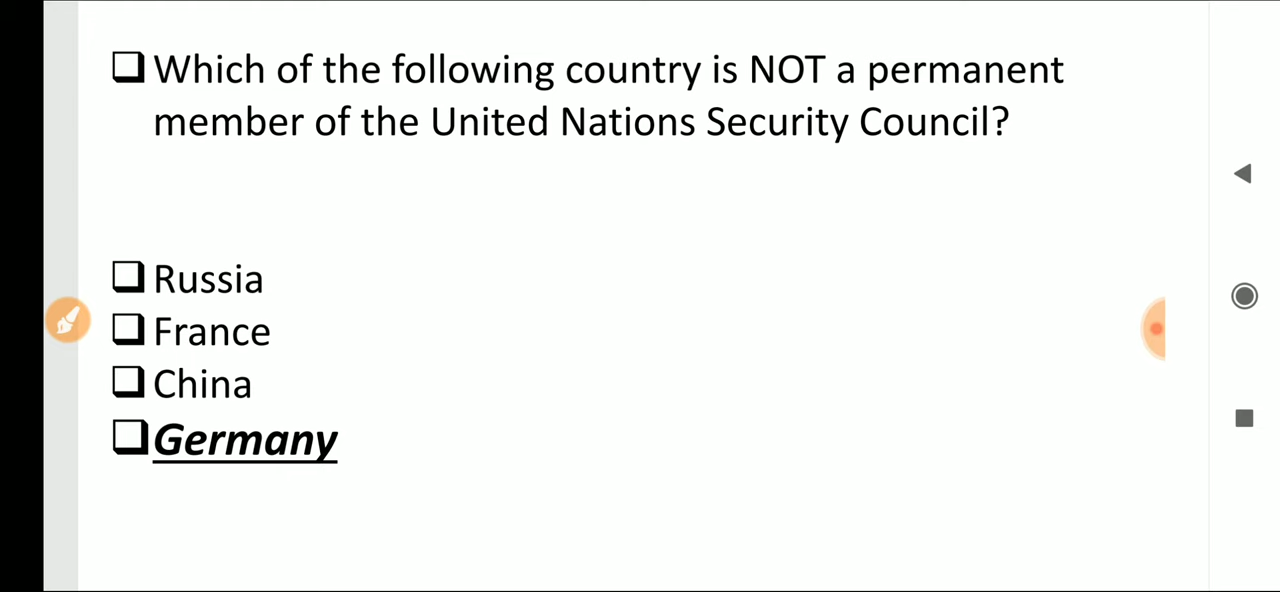 Which of the following country is NOT a permanent
member of the United Nations Security Council?
Russia
France
China
Germany